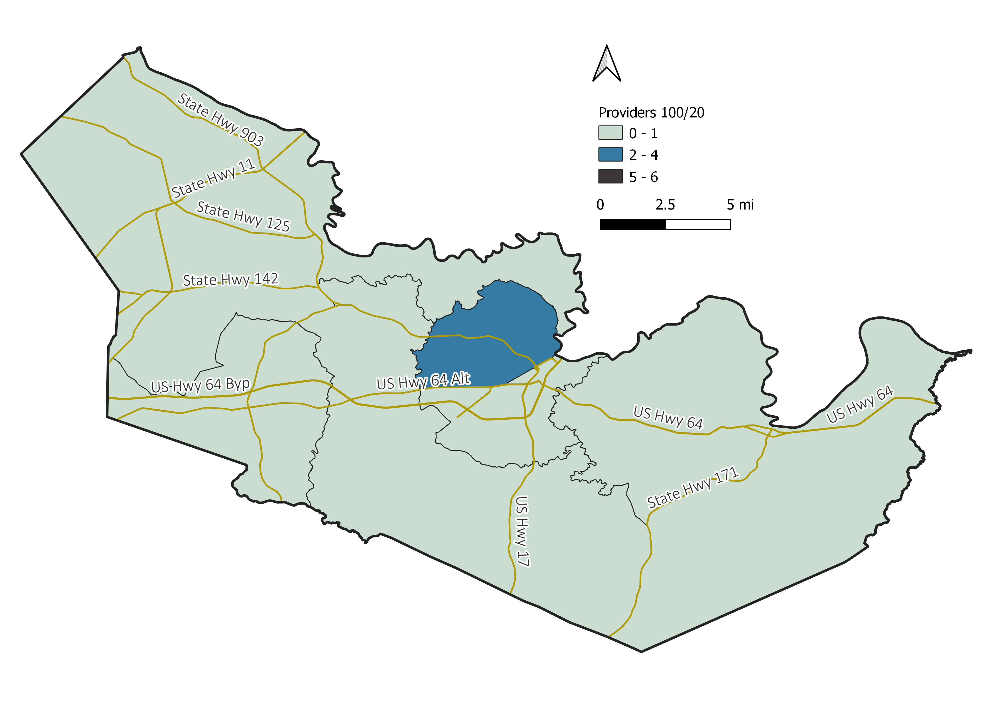 State Hwy 903
Providers 100/20
0 - 1
2 - 4
5 - 6
State Hwy 11
0 2.5 5 mi
State Hwy 125
State Hwy 142
US Hwy 64 Byp
US Hwy 64 Alt
US Hwy 64
US Hwy 64
State Hwy 171
US Hwy 17